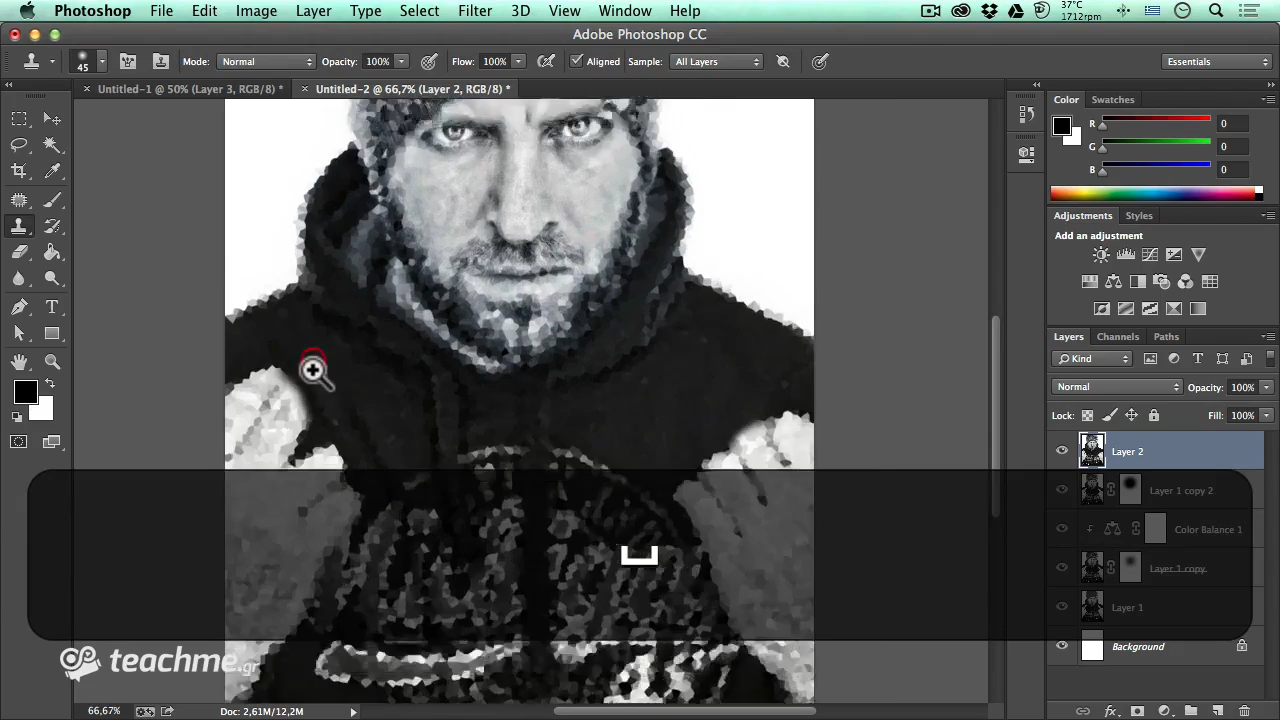 Photoshop File Edit Image Layer Type Select Filter 3D View Window Help 37°C 1712rpm
Adobe Photoshop CC
45 Mode: Normal Opacity: 100% Flow: 100% Aligned Sample: All Layers Essentials
Untitled-1 @ 50% (Layer 3, RGB/8) * Untitled-2 @ 66,7% (Layer 2, RGB/8) *
Color Swatches
R 0
G 0
B 0
Adjustments Styles
Add an adjustment
Layers Channels Paths
Kind
Normal Opacity: 100%
Lock: Fill: 100%
Layer 2
Layer 1 copy 2
Color Balance 1
Layer 1 copy
Layer 1
Background
teachme.gr
66,67% Doc: 2,61M/12,2M